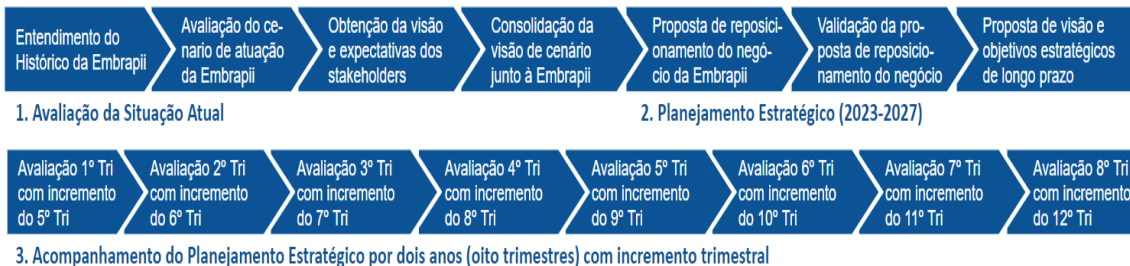 Entendimento do
Histórico da Embrapii
Avaliação do ce-
nario de atuação
da Embrapii
Obtenção da visão
e expectativas dos
stakeholders
Consolidação da
visão de cenário
junto à Embrapii
Proposta de reposici-
onamento do negó-
cio da Embrapii
Validação da pro-
posta de reposicio-
namento do negócio
Proposta de visão e
objetivos estratégicos
de longo prazo
1. Avaliação da Situação Atual
2. Planejamento Estratégico (2023-2027)
Avaliação 1º Tri
com incremento
do 5º Tri
Avaliação 2º Tri
com incremento
do 6º Tri
Avaliação 3º Tri
com incremento
do 7º Tri
Avaliação 4º Tri
com incremento
do 8º Tri
Avaliação 5º Tri
com incremento
do 9º Tri
Avaliação 6º Tri
com incremento
do 10º Tri
Avaliação 7º Tri
com incremento
do 11º Tri
Avaliação 8º Tri
com incremento
do 12º Tri
3. Acompanhamento do Planejamento Estratégico por dois anos (oito trimestres) com incremento trimestral